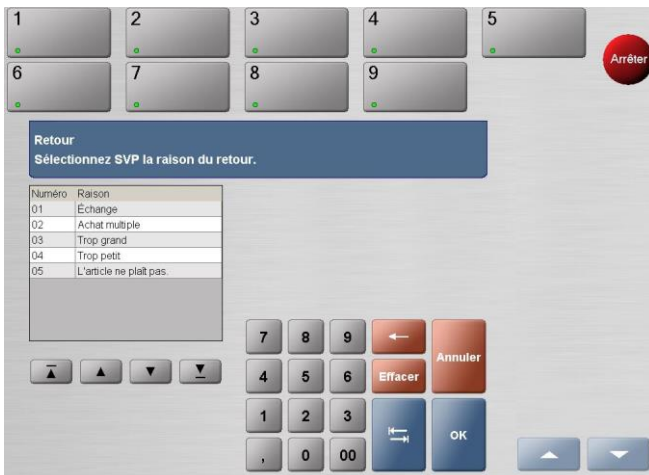 1 2 3 4 5
Arrêter
6 7 8 9
Retour
Sélectionnez SVP la raison du retour.
Numéro Raison
01 Échange
02 Achat multiple
03 Trop grand
04 Trop petit
05 L'article ne plaît pas.
7 8 9
Annuler
4 5 6 Effacer
1 2 3
OK
, 0 00